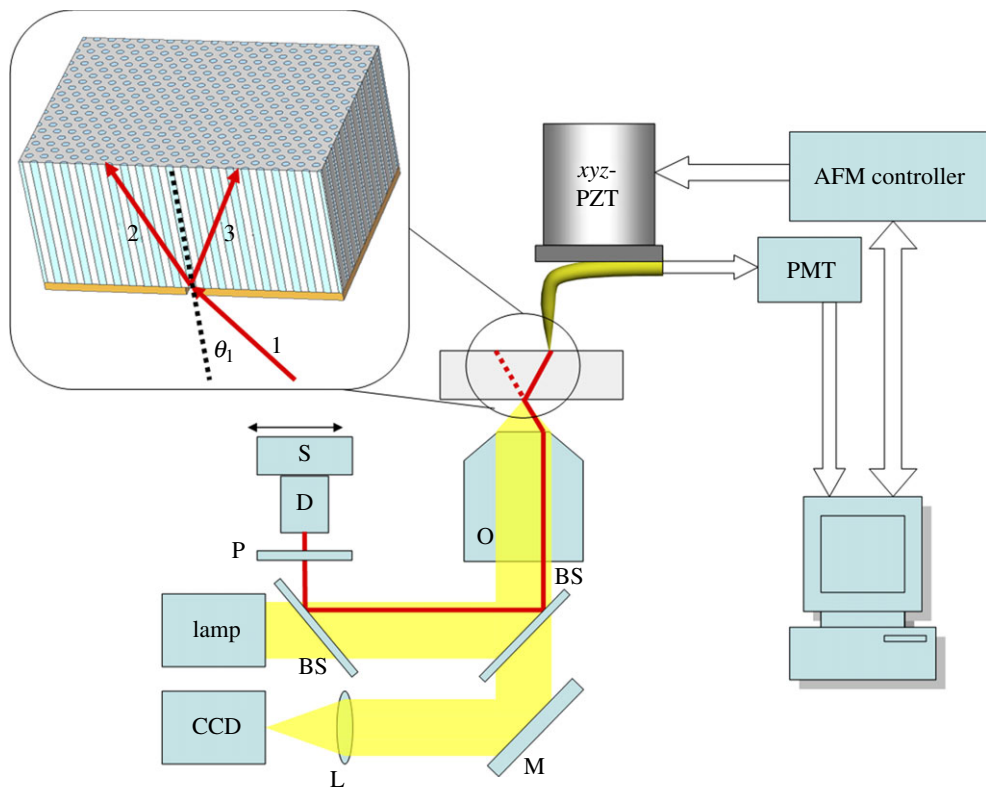 2
3
θ1
1
xyz-
PZT
AFM controller
PMT
S
D
P
O
BS
lamp
BS
CCD
L
M